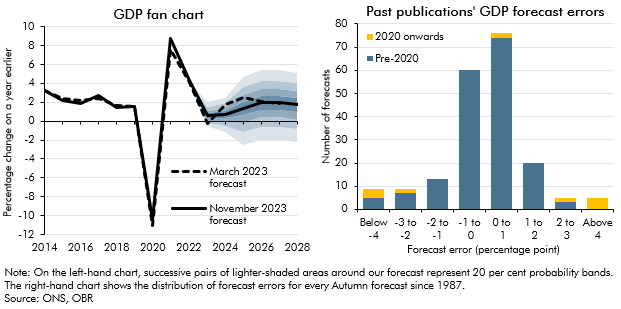 GDP fan chart
Percentage change on a year earlier
10
8
6
4
2
0
-2
-4
-6
-8
-10
-12
2014 2016 2018 2020 2022 2024 2026 2028
March 2023
forecast
November 2023
forecast
Past publications' GDP forecast errors
Number of forecasts
80
70
60
50
40
30
20
10
0
2020 onwards
Pre-2020
Below -3 to -2 to -1 to 0 to 1 to 2 to Above
-4 -2 -1 0 1 2 3 4
Forecast error (percentage point)
Note: On the left-hand chart, successive pairs of lighter-shaded areas around our forecast represent 20 per cent probability bands.
The right-hand chart shows the distribution of forecast errors for every Autumn forecast since 1987.
Source: ONS, OBR